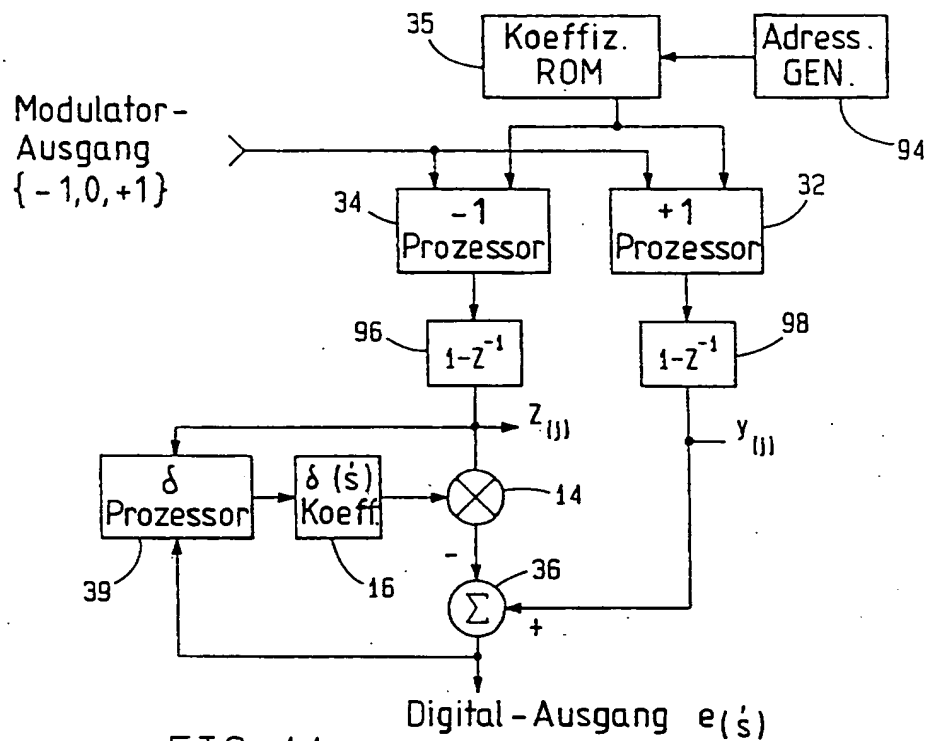 35
Koeffiz.
ROM
Adress.
GEN.
94
Modulator-
Ausgang
{-1,0,+1}
34
-1
Prozessor
+1
Prozessor
32
96
1-Z⁻¹
1-Z⁻¹
98
Z(j)
y(j)
δ
Prozessor
δ(ś)
Koeff.
14
39
16
-
36
Σ
+
Digital-Ausgang e(ś)